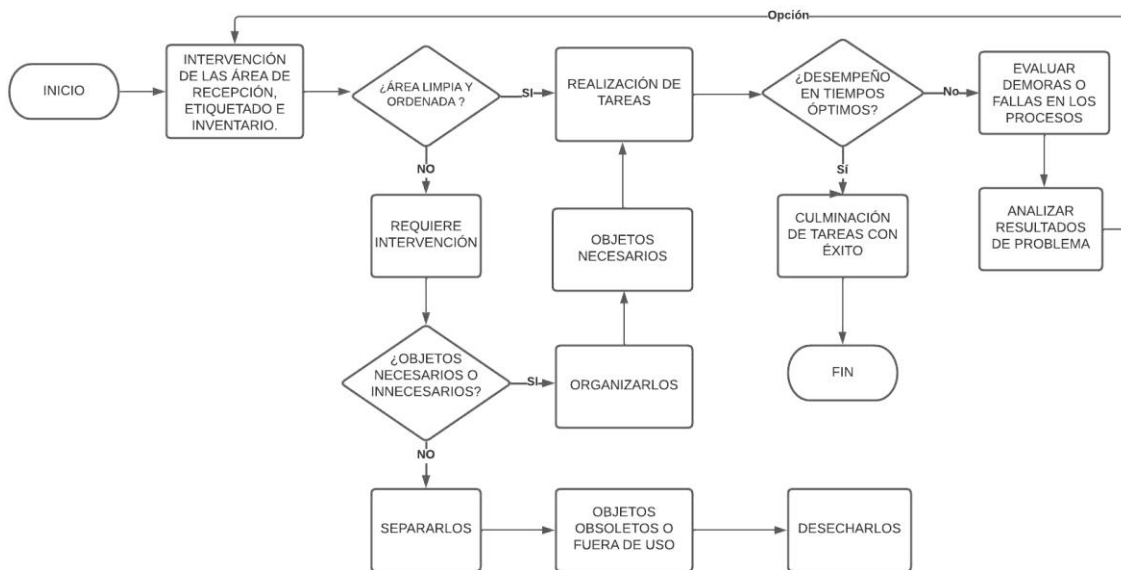 Opción
INICIO
INTERVENCIÓN
DE LAS ÁREA DE
RECEPCIÓN,
ETIQUETADO E
INVENTARIO.
¿ÁREA LIMPIA Y
ORDENADA ?
SI
REALIZACIÓN DE
TAREAS
¿DESEMPEÑO
EN TIEMPOS
ÓPTIMOS?
No
EVALUAR
DEMORAS O
FALLAS EN LOS
PROCESOS
NO
Sí
REQUIERE
INTERVENCIÓN
OBJETOS
NECESARIOS
CULMINACIÓN
DE TAREAS CON
ÉXITO
ANALIZAR
RESULTADOS
DE PROBLEMA
¿OBJETOS
NECESARIOS O
INNECESARIOS?
SI
ORGANIZARLOS
FIN
NO
SEPARARLOS
OBJETOS
OBSOLETOS O
FUERA DE USO
DESECHARLOS